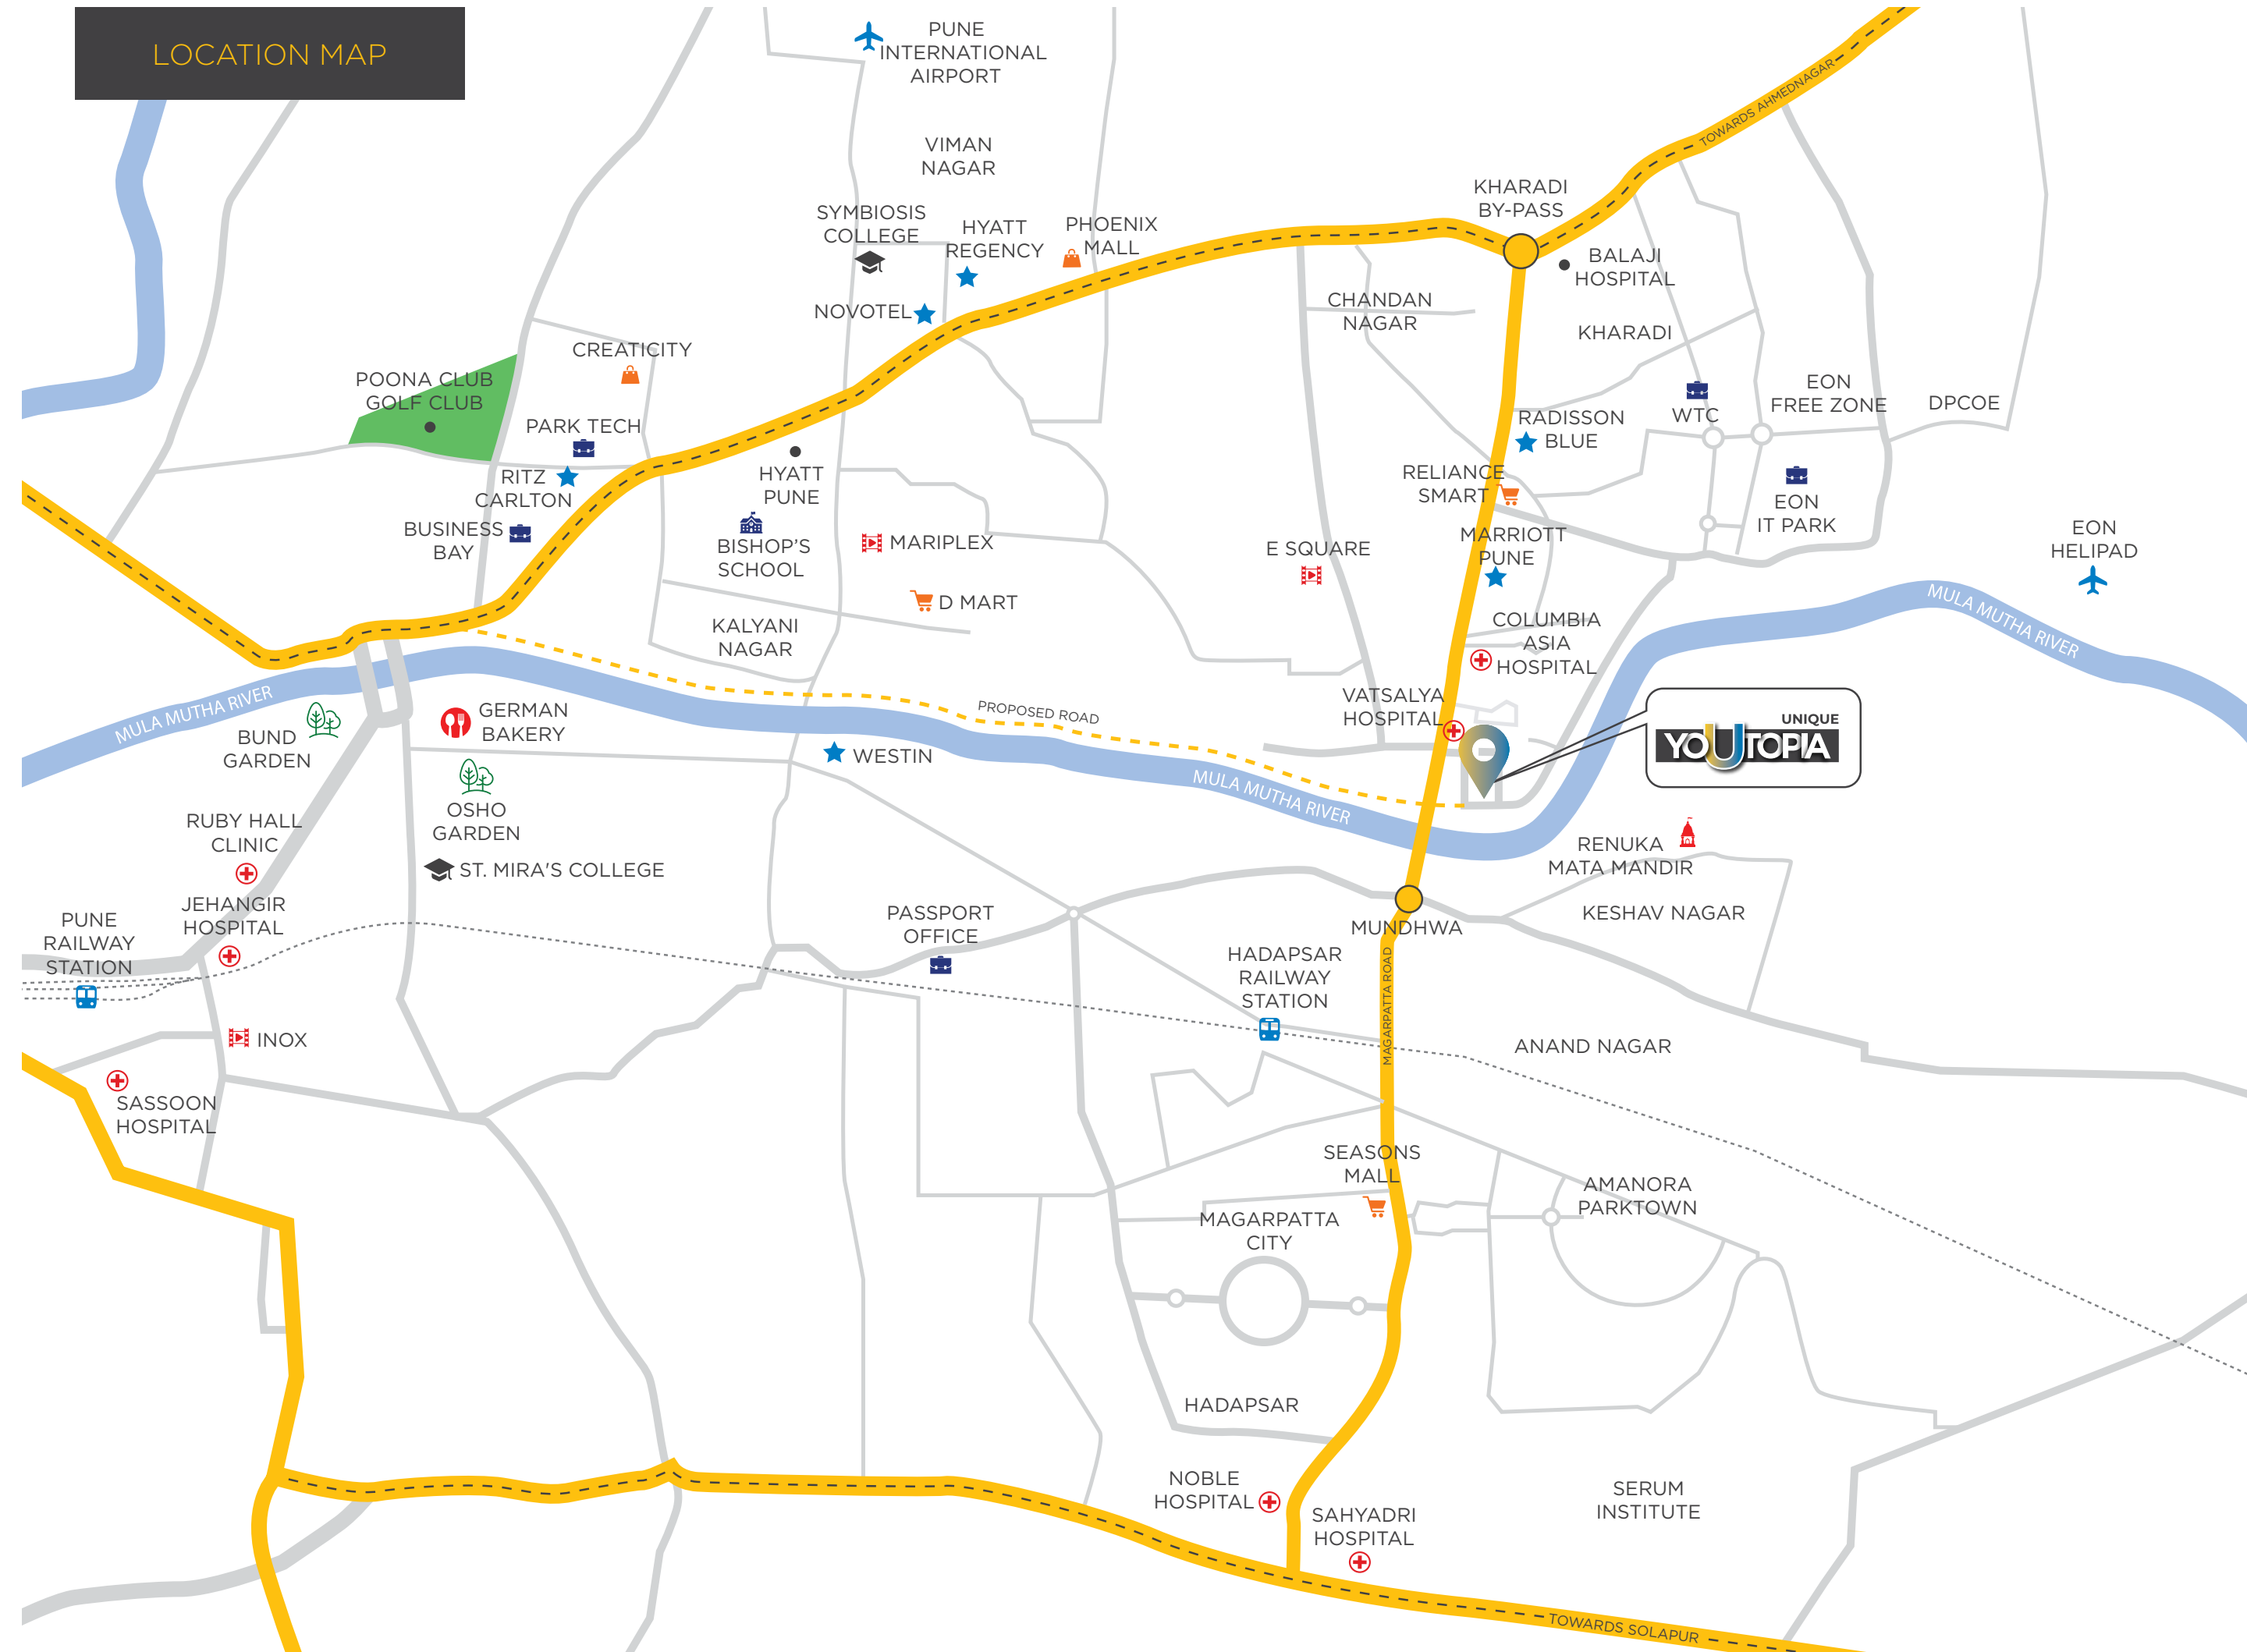 LOCATION MAP
PUNE
INTERNATIONAL
AIRPORT
TOWARDS AHMEDNAGAR
VIMAN
NAGAR
KHARADI
BY-PASS
SYMBIOSIS
COLLEGE
HYATT
REGENCY
PHOENIX
MALL
BALAJI
HOSPITAL
NOVOTEL
CHANDAN
NAGAR
KHARADI
CREATICITY
POONA CLUB
GOLF CLUB
EON
FREE ZONE
DPCOE
WTC
RADISSON
BLUE
PARK TECH
RITZ
CARLTON
HYATT
PUNE
RELIANCE
SMART
EON
IT PARK
BUSINESS
BAY
BISHOP'S
SCHOOL
MARIPLEX
E SQUARE
MARRIOTT
PUNE
EON
HELIPAD
D MART
MULA MUTHA RIVER
KALYANI
NAGAR
COLUMBIA
ASIA
HOSPITAL
MULA MUTHA RIVER
VATSALYA
HOSPITAL
PROPOSED ROAD
UNIQUE
YOUTOPIA
GERMAN
BAKERY
BUND
GARDEN
WESTIN
MULA MUTHA RIVER
OSHO
GARDEN
RUBY HALL
CLINIC
RENUKA
MATA MANDIR
ST. MIRA'S COLLEGE
JEHANGIR
HOSPITAL
PUNE
RAILWAY
STATION
PASSPORT
OFFICE
MUNDHWA
KESHAV NAGAR
HADAPSAR
RAILWAY
STATION
MAGARPATTA ROAD
INOX
ANAND NAGAR
SASSOON
HOSPITAL
SEASONS
MALL
AMANORA
PARKTOWN
MAGARPATTA
CITY
HADAPSAR
NOBLE
HOSPITAL
SERUM
INSTITUTE
SAHYADRI
HOSPITAL
TOWARDS SOLAPUR